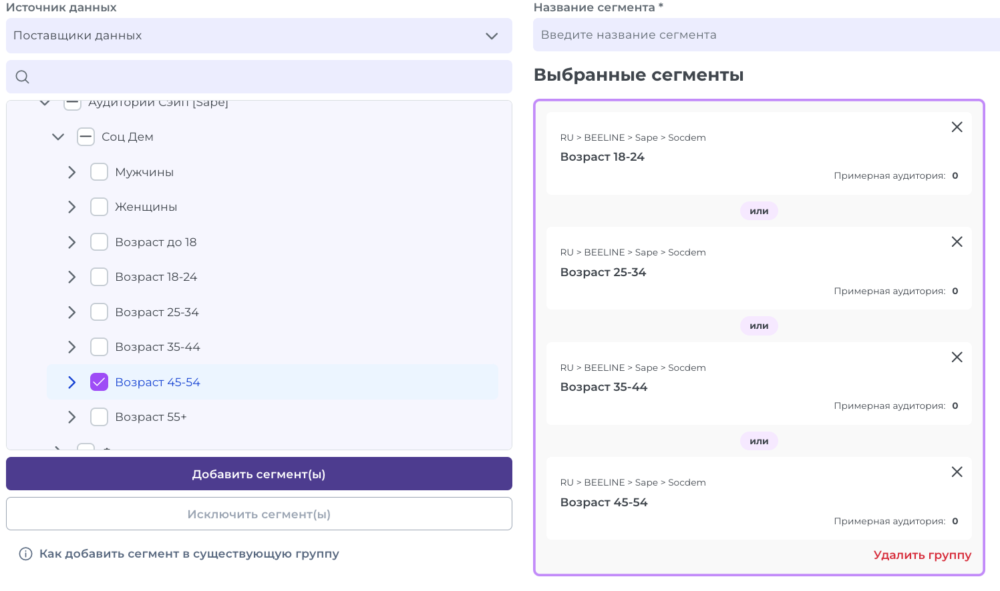 Источник данных
Поставщики данных
Аудитории Сэйп [Sape]
Соц Дем
Мужчины
Женщины
Возраст до 18
Возраст 18-24
Возраст 25-34
Возраст 35-44
Возраст 45-54
Возраст 55+
Добавить сегмент(ы)
Исключить сегмент(ы)
Как добавить сегмент в существующую группу
Название сегмента *
Введите название сегмента
Выбранные сегменты
RU > BEELINE > Sape > Socdem
Возраст 18-24
Примерная аудитория: 0
или
RU > BEELINE > Sape > Socdem
Возраст 25-34
Примерная аудитория: 0
или
RU > BEELINE > Sape > Socdem
Возраст 35-44
Примерная аудитория: 0
или
RU > BEELINE > Sape > Socdem
Возраст 45-54
Примерная аудитория: 0
Удалить группу